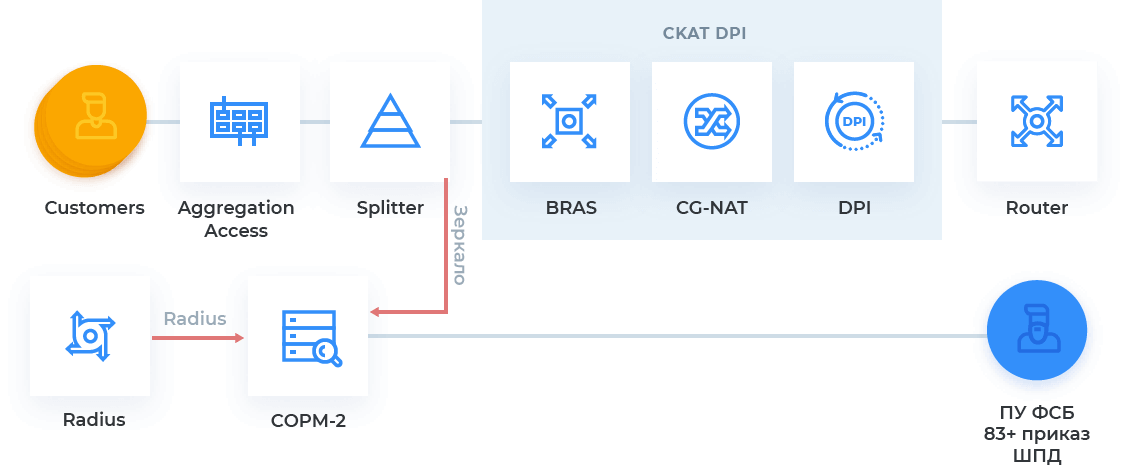 СКАТ DPI
DPI
Customers
Aggregation
Access
Splitter
BRAS
CG-NAT
DPI
Router
Зеркало
Radius
Radius
СОРМ-2
ПУ ФСБ
83+ приказ
ШПД